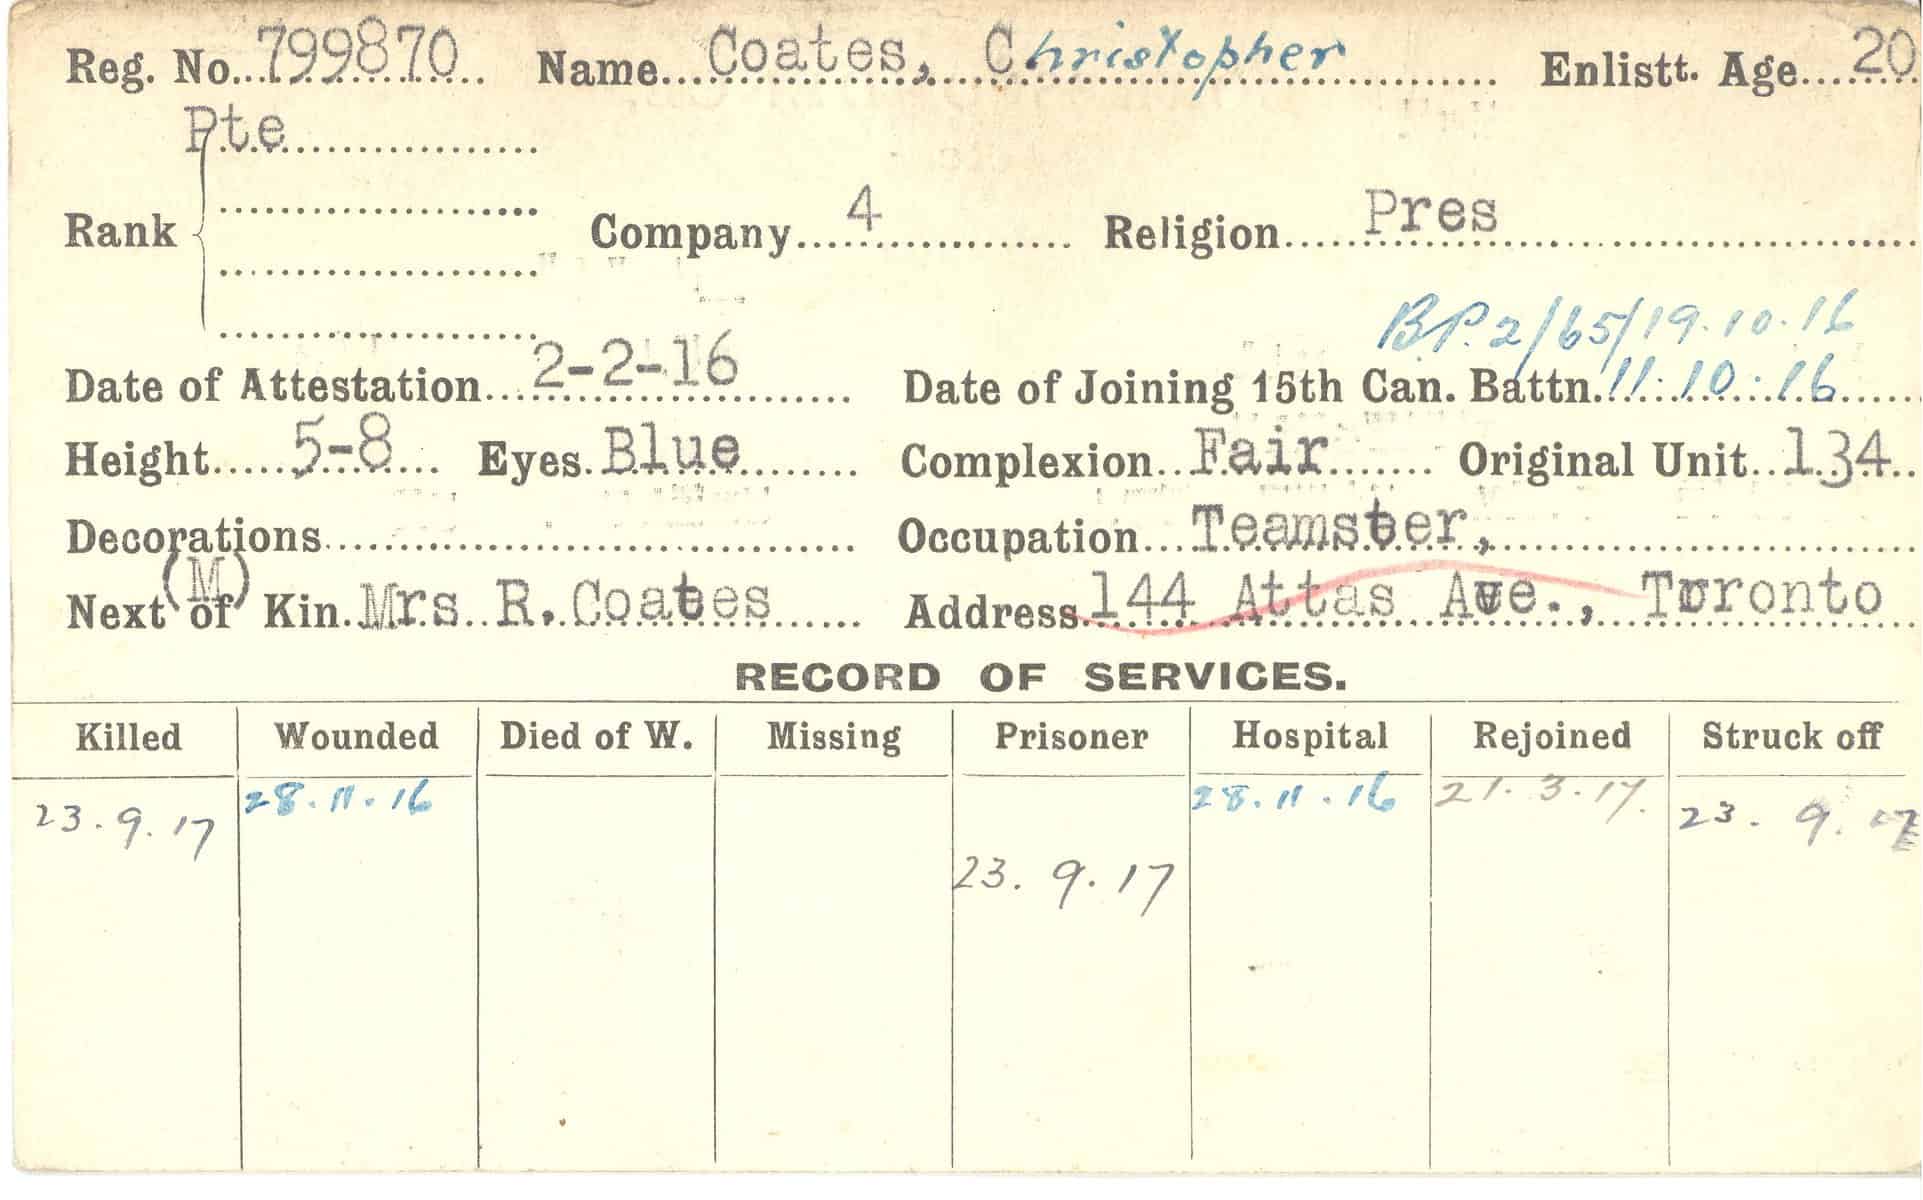 Reg. No. 799870 Name Coates, Christopher Enlistt. Age 20
Pte
Rank Company 4 Religion Pres
B.P. 2/65/19.10.16
Date of Attestation 2-2-16 Date of Joining 15th Can. Battn. 11.10.16
Height 5-8 Eyes Blue Complexion Fair Original Unit 134
Decorations Occupation Teamster,
(M)
Next of Kin Mrs R. Coates Address 144 Attas Ave., Toronto
RECORD OF SERVICES.
Killed Wounded Died of W. Missing Prisoner Hospital Rejoined Struck off
23.9.17 28.11.16 28.11.16 21.3.17. 23.9.17
23.9.17